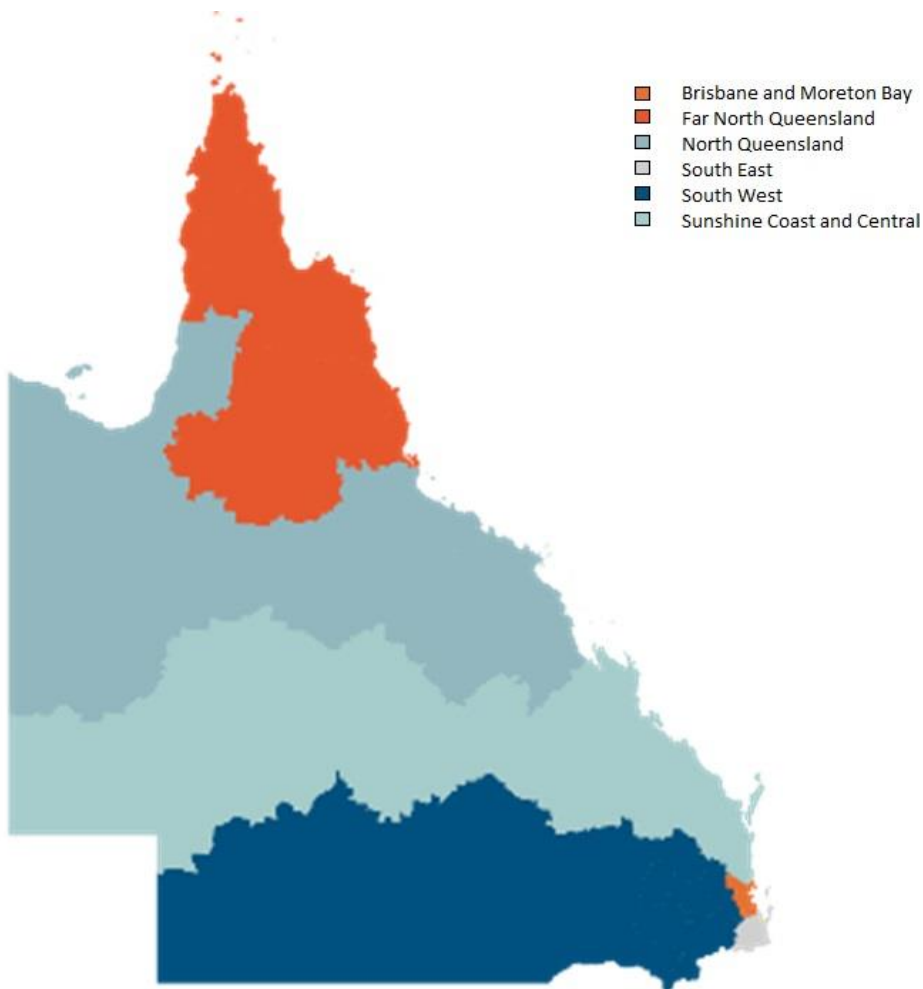 Brisbane and Moreton Bay
Far North Queensland
North Queensland
South East
South West
Sunshine Coast and Central